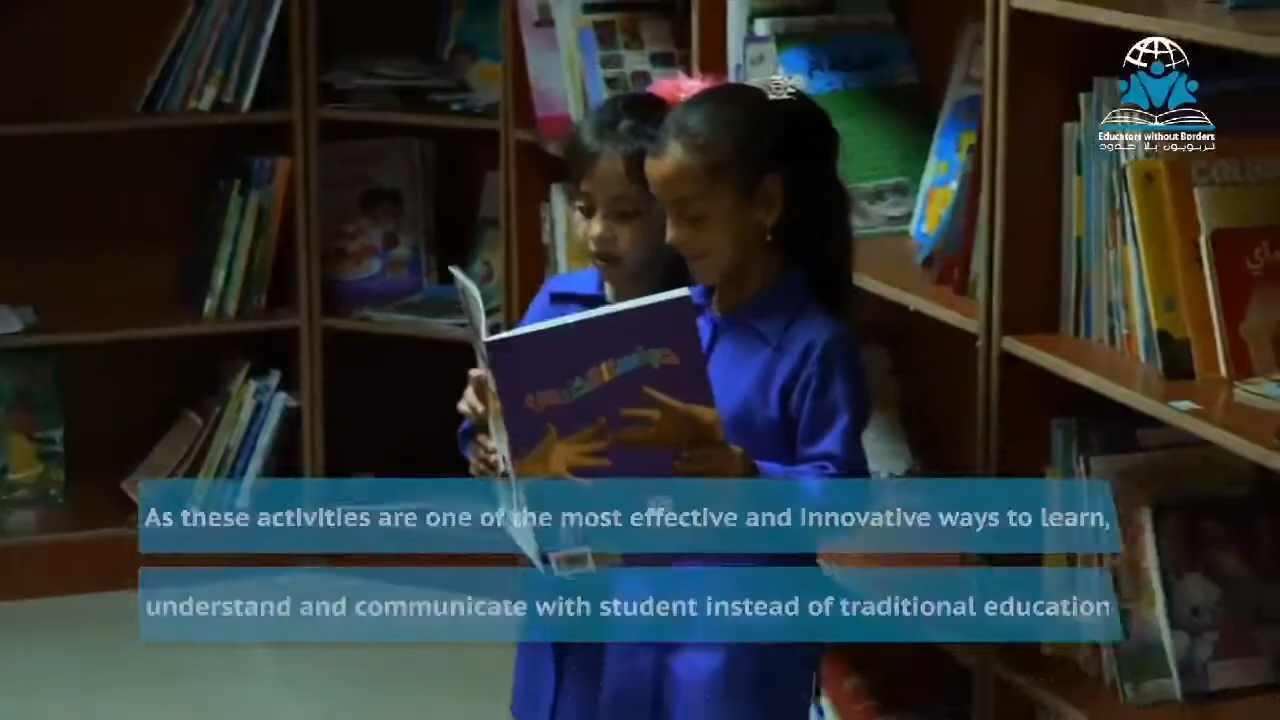 Educators without Borders
تربويون بلا حدود
As these activities are one of the most effective and innovative ways to learn,
understand and communicate with student instead of traditional education